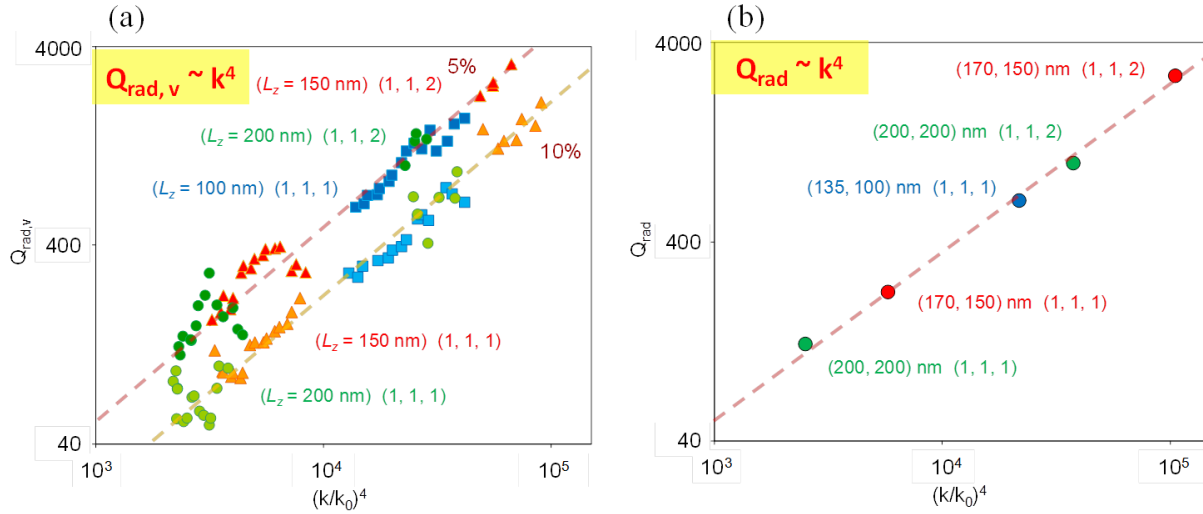 (a)
4000
400
40
Q_rad,v
Q_rad, v ~ k^4
5%
10%
(L_z = 150 nm) (1, 1, 2)
(L_z = 200 nm) (1, 1, 2)
(L_z = 100 nm) (1, 1, 1)
(L_z = 150 nm) (1, 1, 1)
(L_z = 200 nm) (1, 1, 1)
10^3
10^4
10^5
(k/k_0)^4
(b)
4000
400
40
Q_rad
Q_rad ~ k^4
(170, 150) nm (1, 1, 2)
(200, 200) nm (1, 1, 2)
(135, 100) nm (1, 1, 1)
(170, 150) nm (1, 1, 1)
(200, 200) nm (1, 1, 1)
10^3
10^4
10^5
(k/k_0)^4